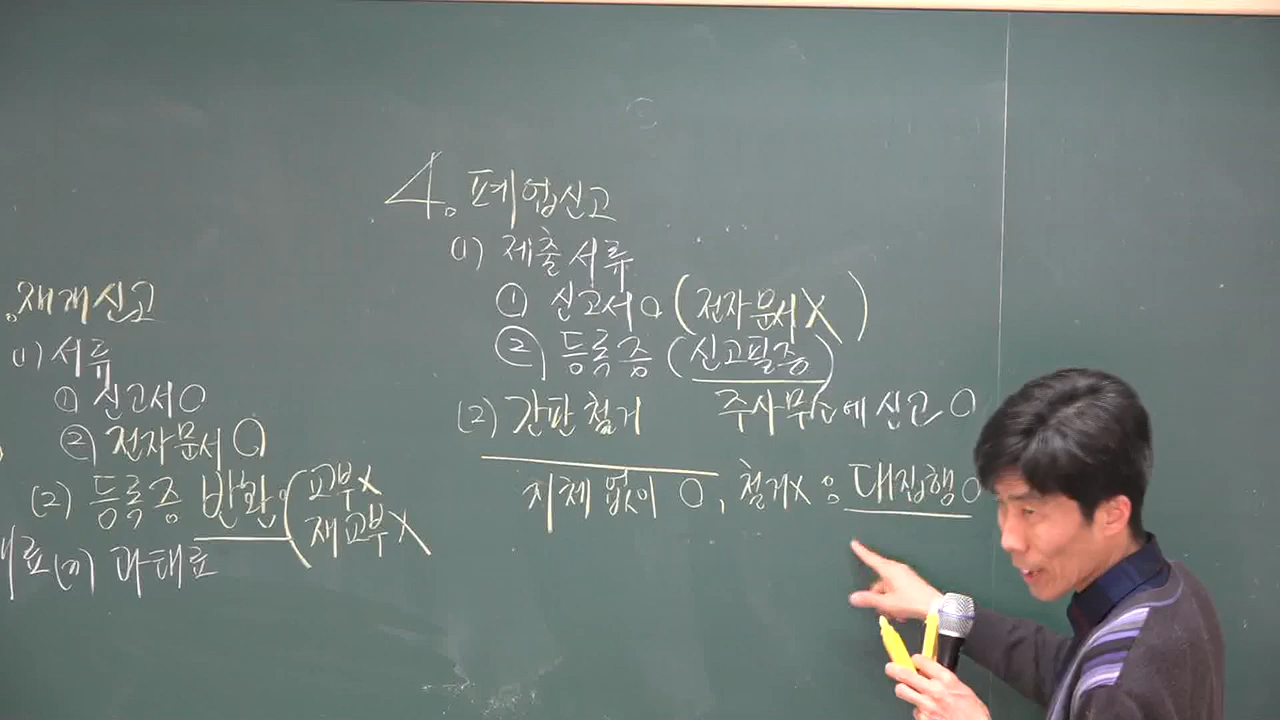 재개신고
(1) 서류
① 신고서 O
② 전자문서 O
(2) 등록증 반환 (교부X
재교부X
과태료
4. 폐업신고
(1) 제출서류
① 신고서 O (전자문서X)
② 등록증 (신고필증)
(2) 간판철거 주사무소에 신고 O
지체없이 O, 철거X 대집행 O